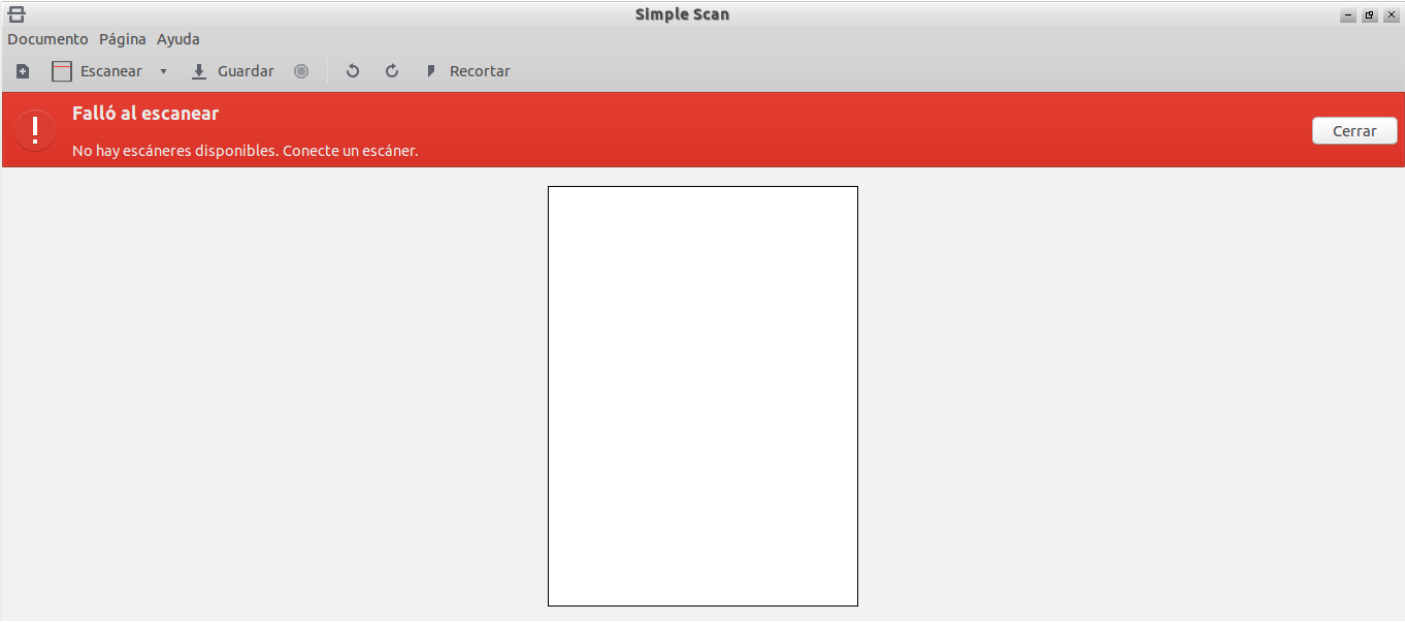 Simple Scan
Documento Página Ayuda
Escanear Guardar Recortar
Falló al escanear
Cerrar
No hay escáneres disponibles. Conecte un escáner.